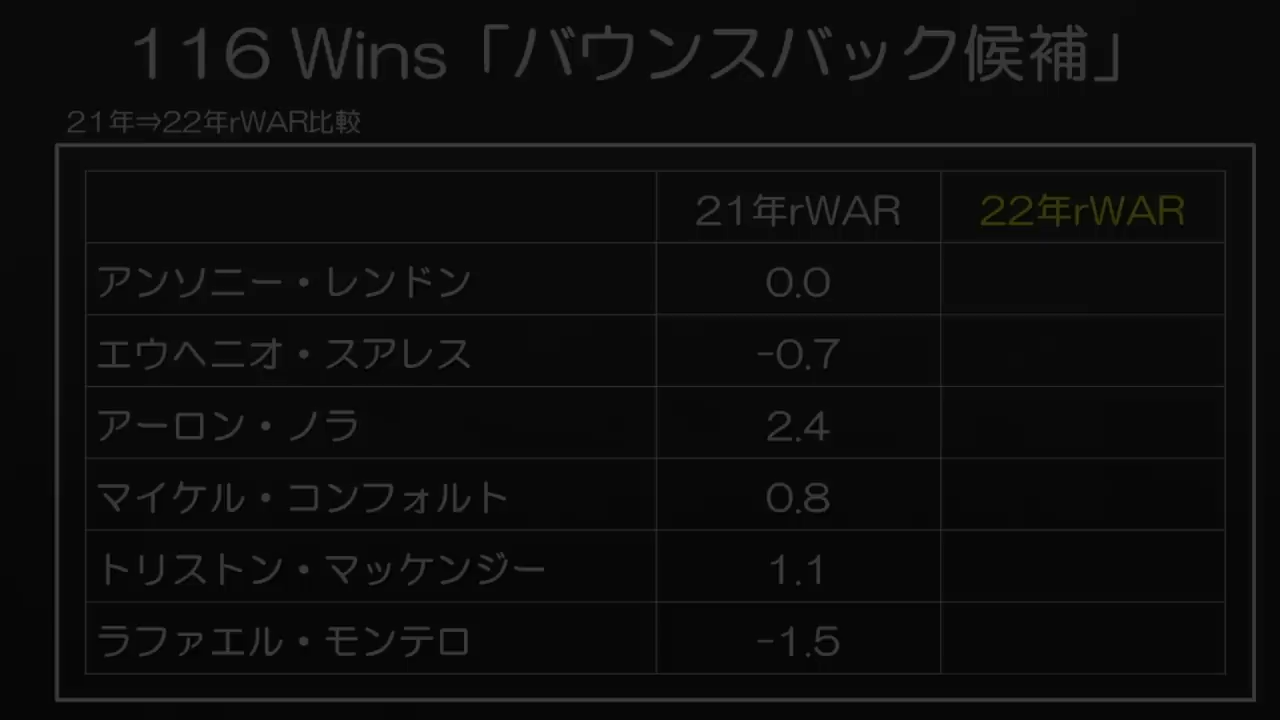 116 Wins「バウンスバック候補」
21年⇒22年rWAR比較
21年rWAR 22年rWAR
アンソニー・レンドン 0.0
エウヘニオ・スアレス -0.7
アーロン・ノラ 2.4
マイケル・コンフォルト 0.8
トリストン・マッケンジー 1.1
ラファエル・モンテロ -1.5